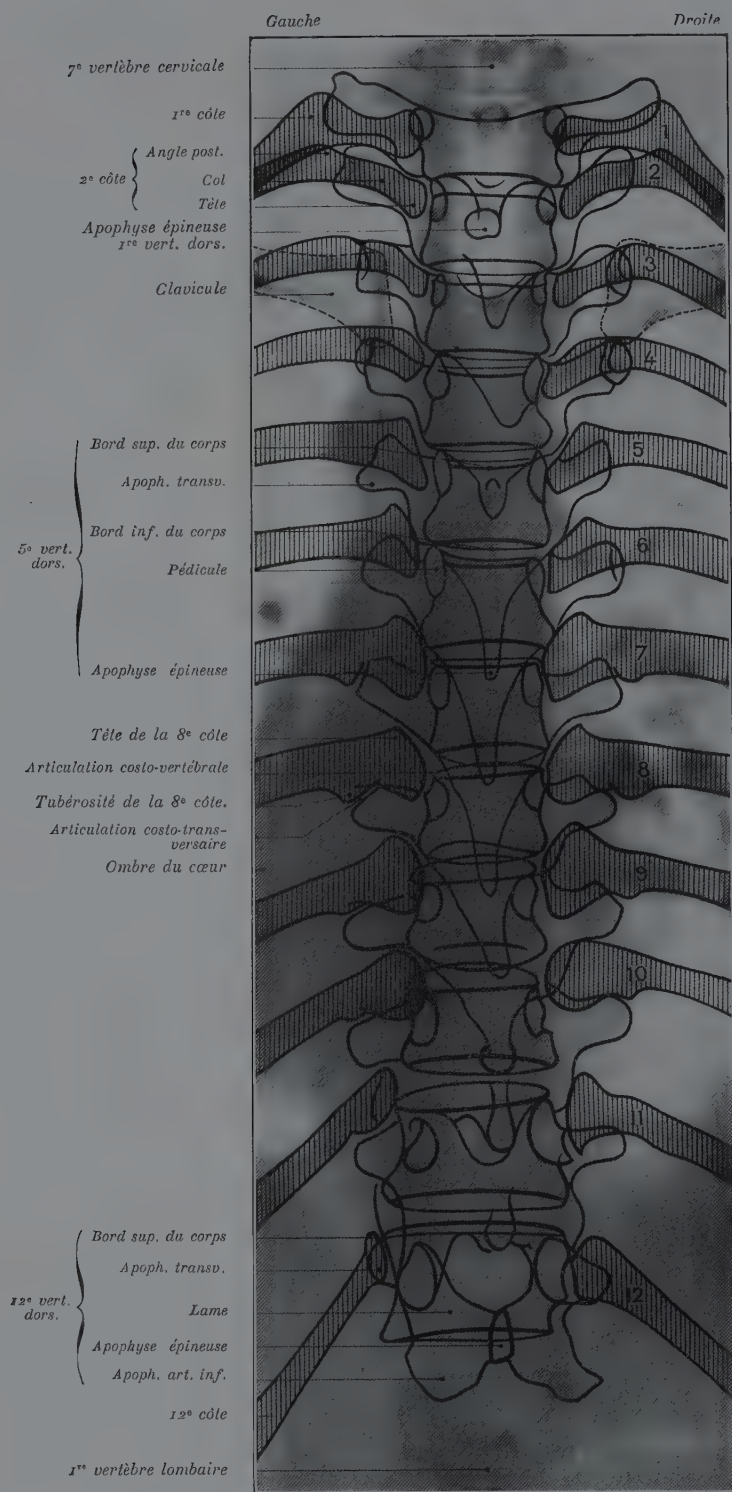 Gauche
Droite
7e vertèbre cervicale
1re côte
Angle post.
2e côte
Col
Tête
Apophyse épineuse
1re vert. dors.
Clavicule
Bord sup. du corps
Apoph. transv.
Bord inf. du corps
5e vert.
dors.
Pédicule
Apophyse épineuse
Tête de la 8e côte
Articulation costo-vertébrale
Tubérosité de la 8e côte.
Articulation costo-trans-
versaire
Ombre du cœur
Bord sup. du corps
Apoph. transv.
12e vert.
dors.
Lame
Apophyse épineuse
Apoph. art. inf.
12e côte
1re vertèbre lombaire
1
2
3
4
5
6
7
8
9
10
11
12